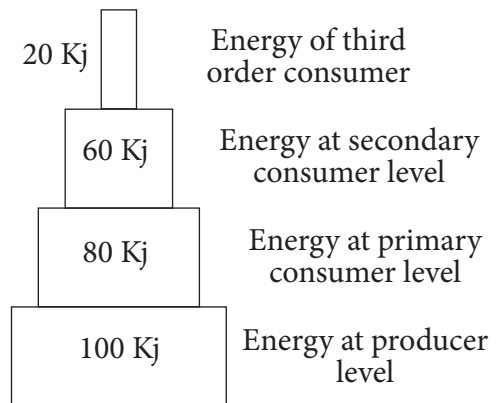 20 Kj
Energy of third
order consumer
60 Kj
Energy at secondary
consumer level
80 Kj
Energy at primary
consumer level
100 Kj
Energy at producer
level